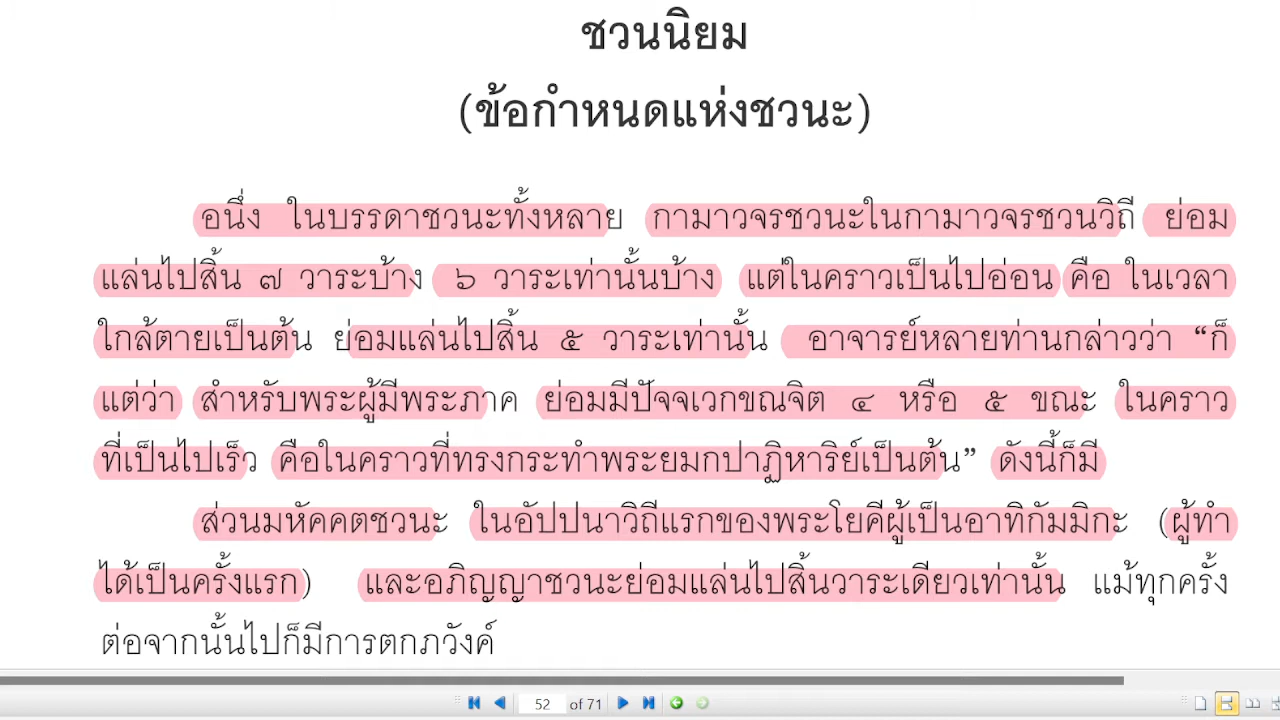 ชวนนิยม
(ข้อกำหนดแห่งชวนะ)
อนึ่ง ในบรรดาชวนะทั้งหลาย กามาวจรชวนะในกามาวจรชวนวิถี ย่อม
แล่นไปสิ้น ๗ วาระบ้าง ๖ วาระเท่านั้นบ้าง แต่ในคราวเป็นไปอ่อน คือ ในเวลา
ใกล้ตายเป็นต้น ย่อมแล่นไปสิ้น ๕ วาระเท่านั้น อาจารย์หลายท่านกล่าวว่า “ก็
แต่ว่า สำหรับพระผู้มีพระภาค ย่อมมีปัจจเวกขณจิต ๔ หรือ ๕ ขณะ ในคราว
ที่เป็นไปเร็ว คือในคราวที่ทรงกระทำพระยมกปาฏิหาริย์เป็นต้น” ดังนี้ก็มี
ส่วนมหัคคตชวนะ ในอัปปนาวิถีแรกของพระโยคีผู้เป็นอาทิกัมมิกะ (ผู้ทำ
ได้เป็นครั้งแรก) และอภิญญาชวนะย่อมแล่นไปสิ้นวาระเดียวเท่านั้น แม้ทุกครั้ง
ต่อจากนั้นไปก็มีการตกภวังค์
52 of 71